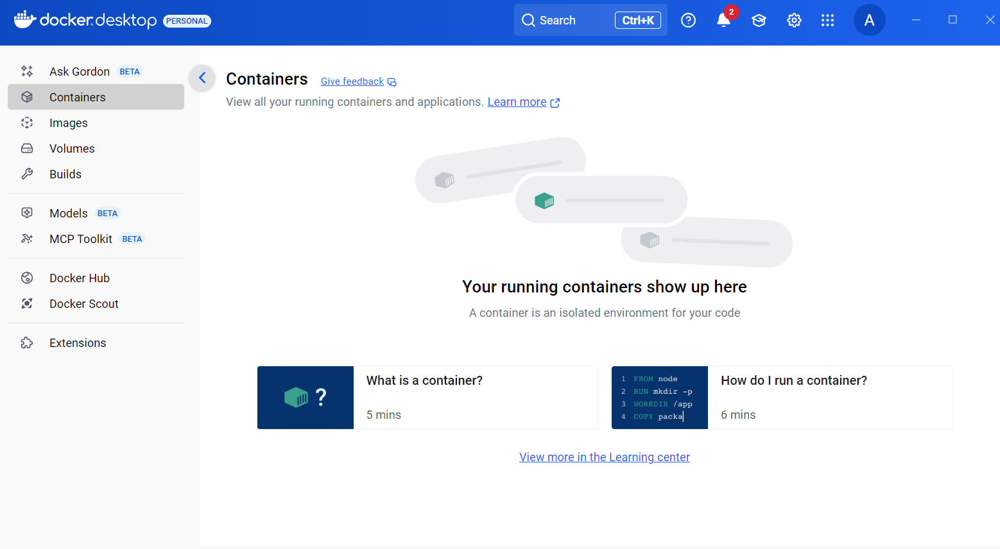 docker.desktop PERSONAL
Search Ctrl+K
2
A
Ask Gordon BETA
Containers
Images
Volumes
Builds
Models BETA
MCP Toolkit BETA
Docker Hub
Docker Scout
Extensions
Containers Give feedback
View all your running containers and applications. Learn more
Your running containers show up here
A container is an isolated environment for your code
?
What is a container?
5 mins
1 FROM node
2 RUN mkdir -p
3 WORKDIR /app
4 COPY packa
How do I run a container?
6 mins
View more in the Learning center